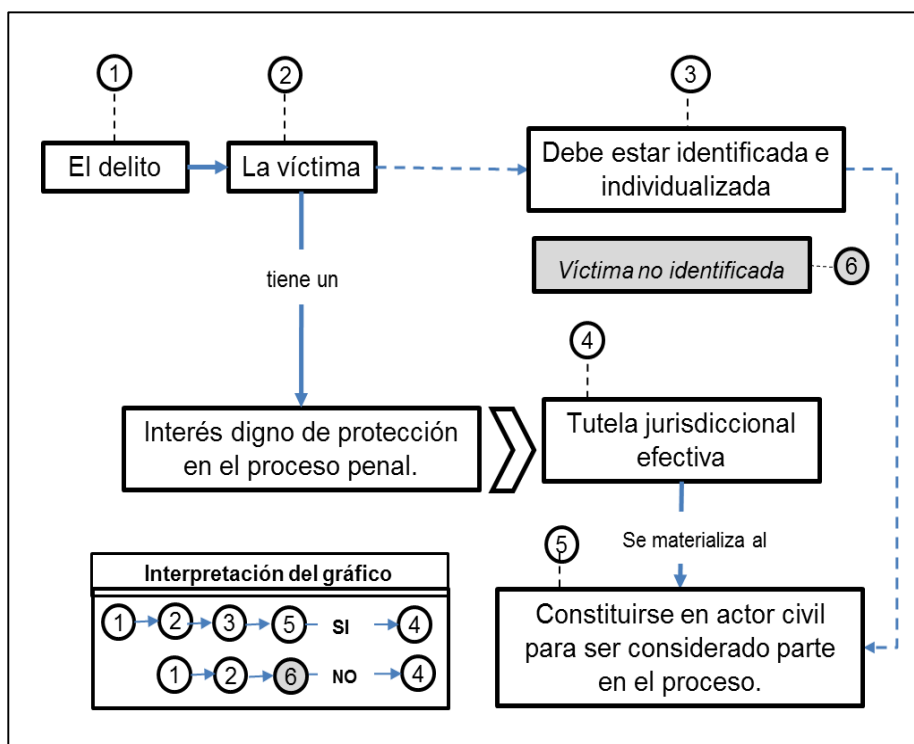 1
2
3
El delito
La víctima
Debe estar identificada e
individualizada
Víctima no identificada
6
tiene un
4
Interés digno de protección
en el proceso penal.
Tutela jurisdiccional
efectiva
5
Se materializa al
Interpretación del gráfico
1 2 3 5 SI 4
1 2 6 NO 4
Constituirse en actor civil
para ser considerado parte
en el proceso.